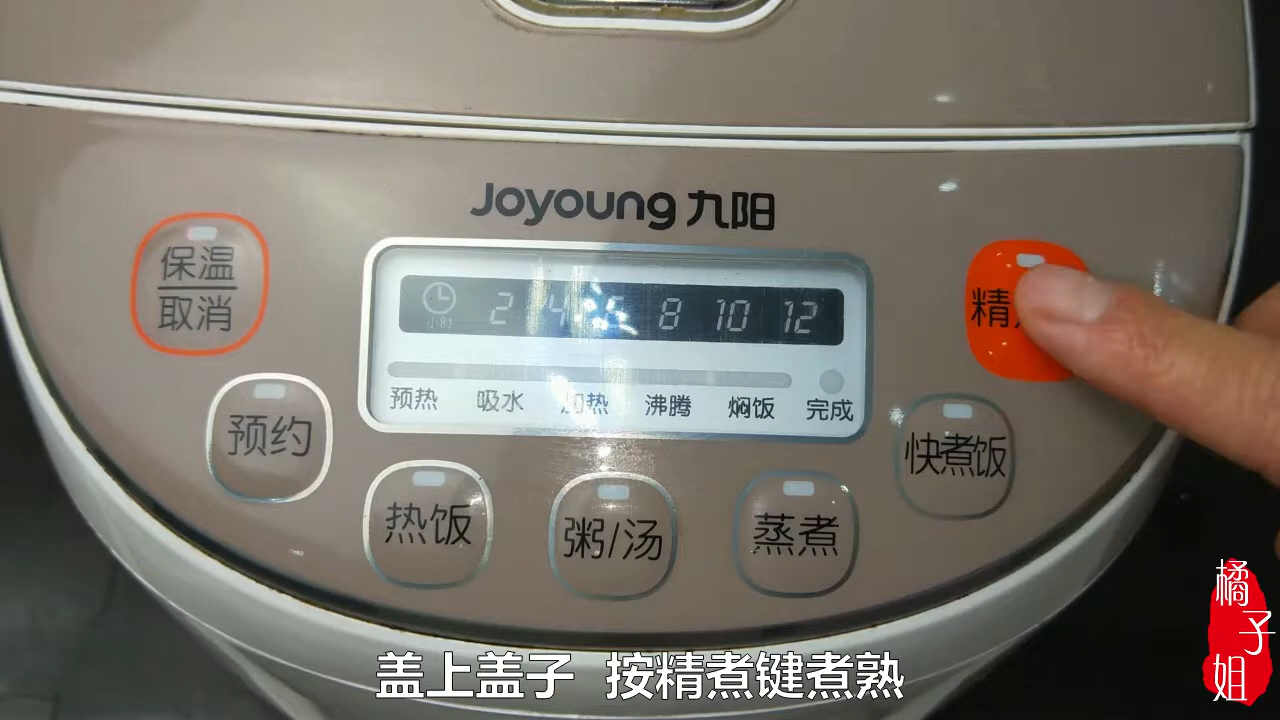 Joyoung 九阳
保温
取消
2 4 6 8 10 12
精
预热 吸水 加热 沸腾 焖饭 完成
预约
快煮饭
热饭
粥/汤
蒸煮
盖上盖子 按精煮键煮熟
橘子姐